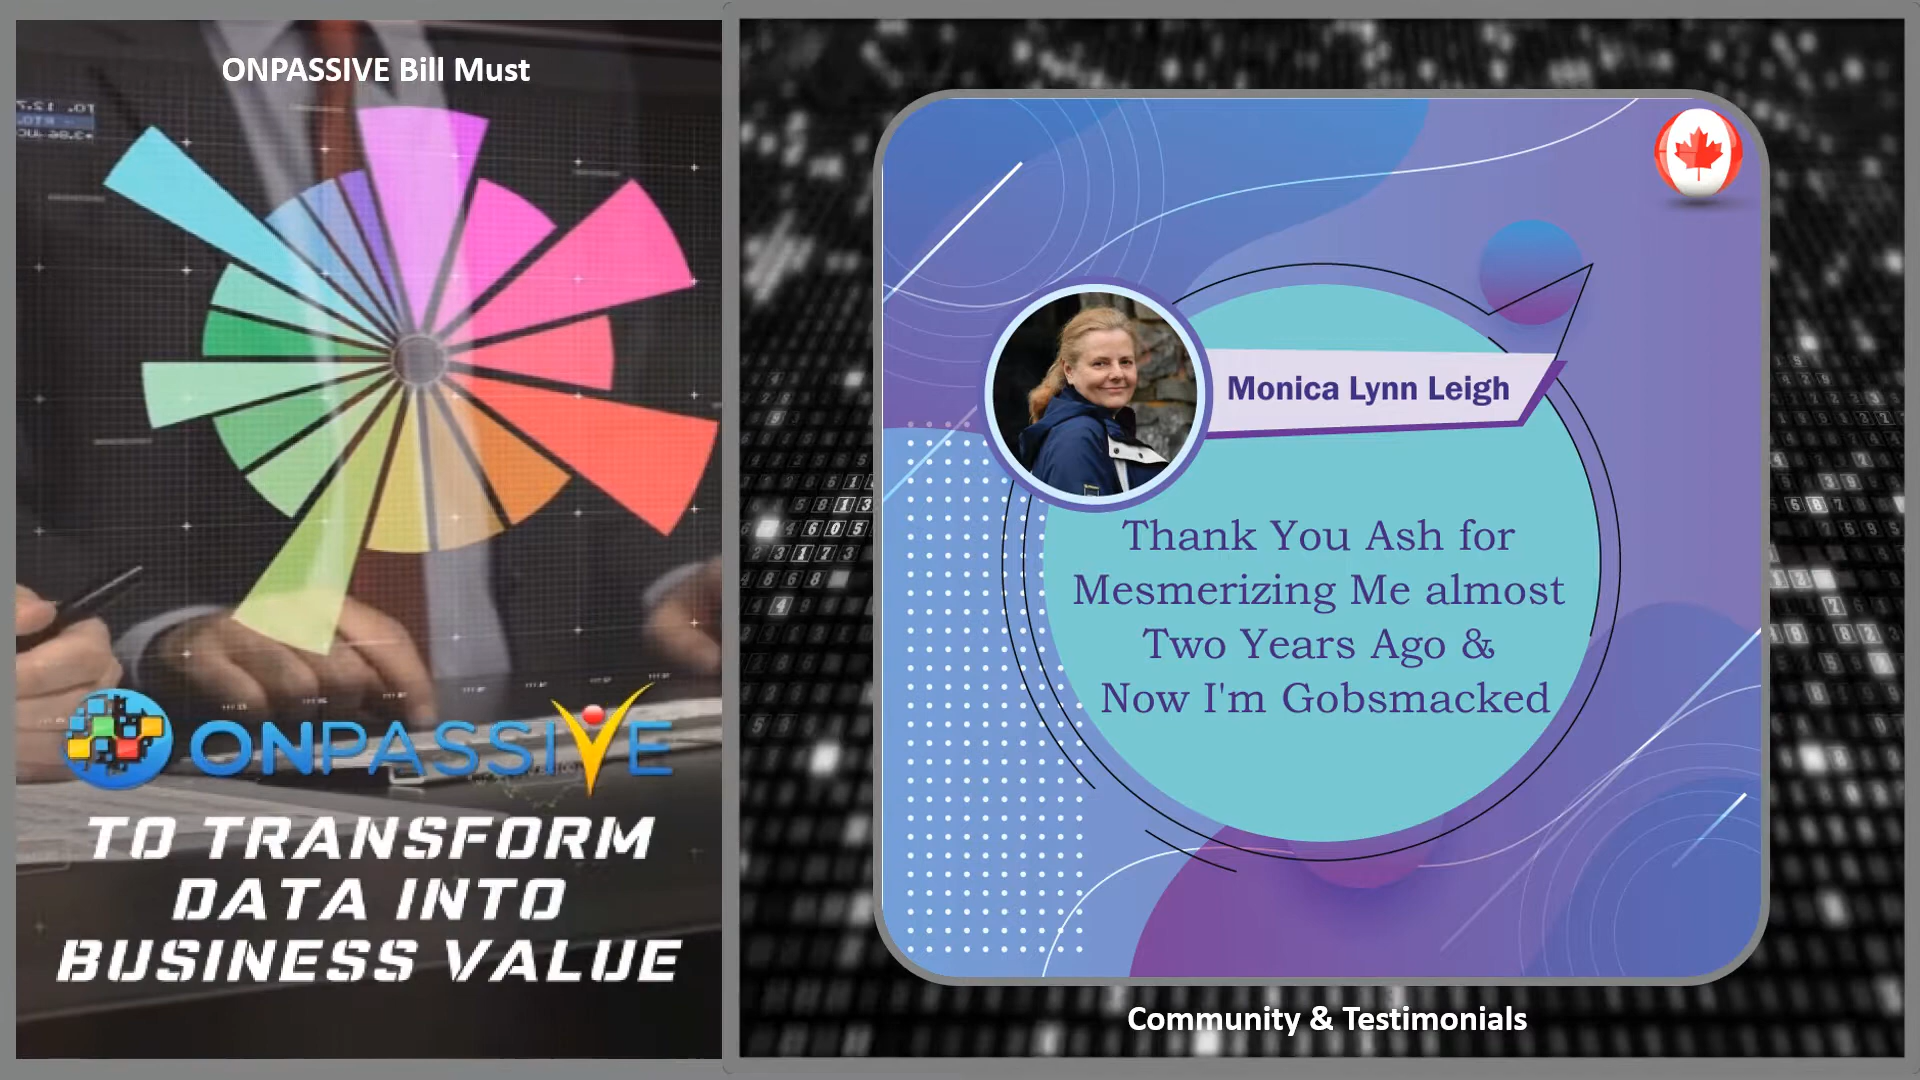 ONPASSIVE Bill Must
ONPASSIVE
TO TRANSFORM
DATA INTO
BUSINESS VALUE
Monica Lynn Leigh
Thank You Ash for
Mesmerizing Me almost
Two Years Ago &
Now I'm Gobsmacked
Community & Testimonials